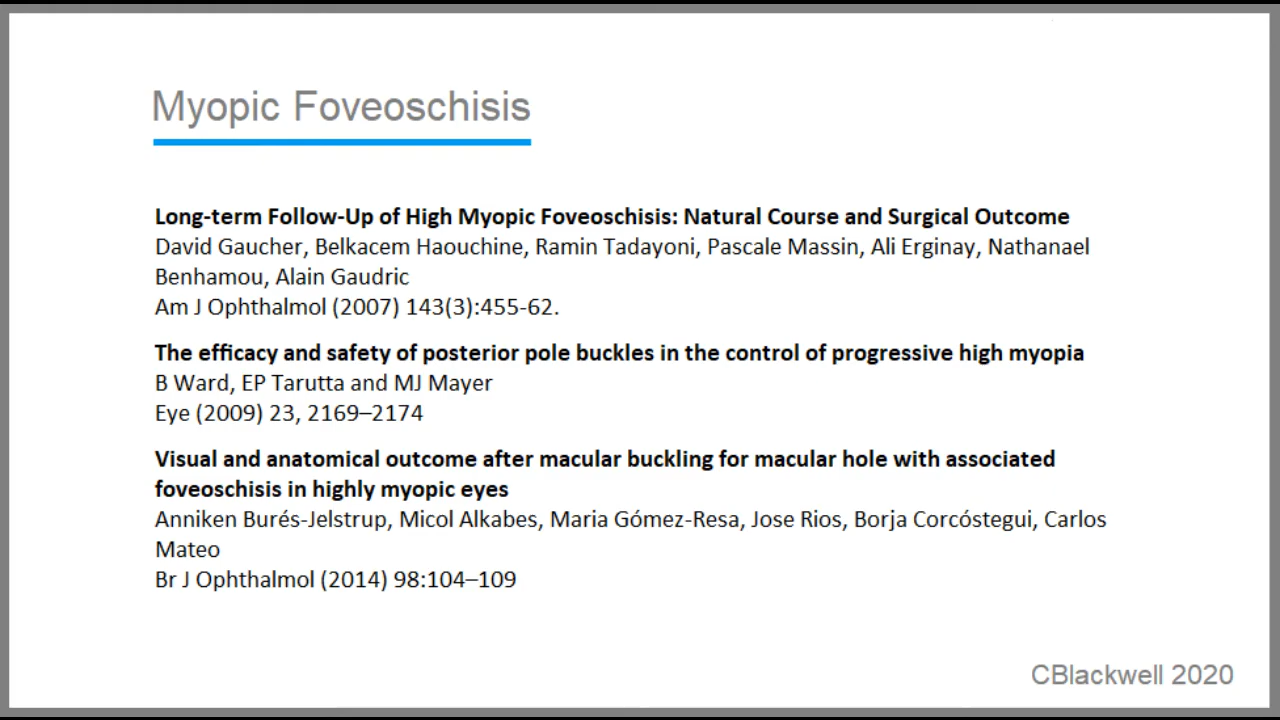 Myopic Foveoschisis
Long-term Follow-Up of High Myopic Foveoschisis: Natural Course and Surgical Outcome
David Gaucher, Belkacem Haouchine, Ramin Tadayoni, Pascale Massin, Ali Erginay, Nathanael
Benhamou, Alain Gaudric
Am J Ophthalmol (2007) 143(3):455-62.
The efficacy and safety of posterior pole buckles in the control of progressive high myopia
B Ward, EP Tarutta and MJ Mayer
Eye (2009) 23, 2169–2174
Visual and anatomical outcome after macular buckling for macular hole with associated
foveoschisis in highly myopic eyes
Anniken Burés-Jelstrup, Micol Alkabes, Maria Gómez-Resa, Jose Rios, Borja Corcóstegui, Carlos
Mateo
Br J Ophthalmol (2014) 98:104–109
CBlackwell 2020